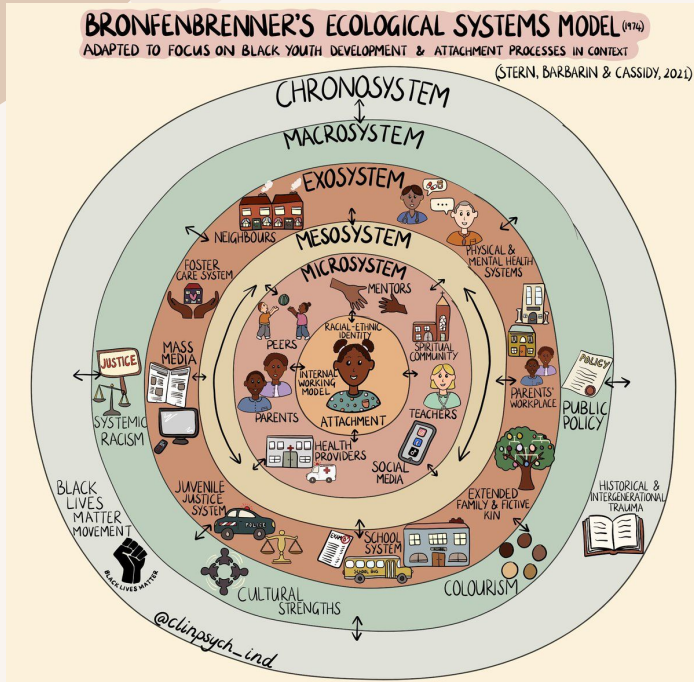 BRONFENBRENNER'S ECOLOGICAL SYSTEMS MODEL (1974)
ADAPTED TO FOCUS ON BLACK YOUTH DEVELOPMENT & ATTACHMENT PROCESSES IN CONTEXT
(STERN, BARBARIN & CASSIDY, 2021)
CHRONOSYSTEM
MACROSYSTEM
EXOSYSTEM
NEIGHBOURS
MESOSYSTEM
PHYSICAL &
MENTAL HEALTH
SYSTEMS
FOSTER
CARE SYSTEM
MICROSYSTEM
MENTORS
PEERS
RACIAL-ETHNIC
IDENTITY
SPIRITUAL
COMMUNITY
INTERNAL
WORKING
MODEL
ATTACHMENT
PARENTS
TEACHERS
HEALTH
PROVIDERS
SOCIAL
MEDIA
MASS
MEDIA
PARENTS'
WORKPLACE
JUSTICE
SYSTEMIC
RACISM
POLICY
PUBLIC
POLICY
JUVENILE
JUSTICE
SYSTEM
POLICE
EXAM
SCHOOL
SYSTEM
SCHOOL BUS
EXTENDED
FAMILY & FICTIVE
KIN
BLACK
LIVES
MATTER
MOVEMENT
BLACK LIVES MATTER
HISTORICAL &
INTERGENERATIONAL
TRAUMA
CULTURAL
STRENGTHS
COLOURISM
@clinpsych_ind